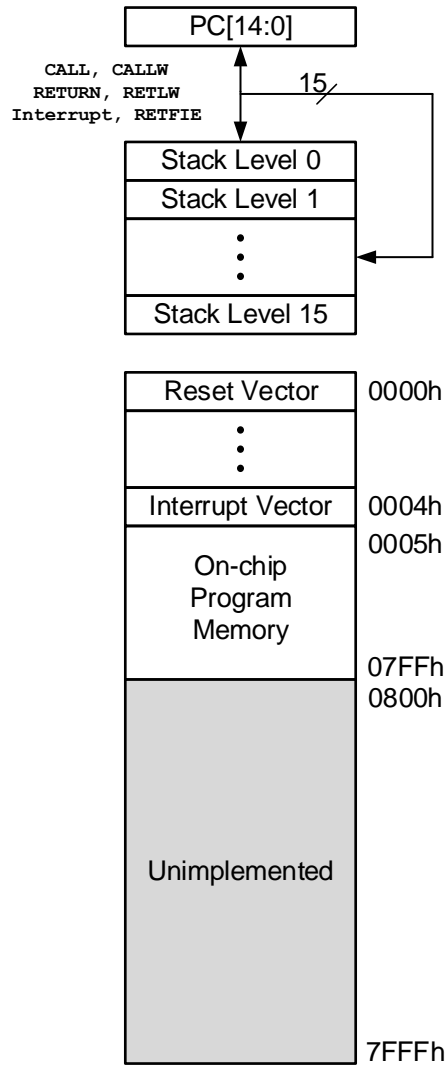 PC[14:0]
CALL, CALLW
RETURN, RETLW
Interrupt, RETFIE
15
Stack Level 0
Stack Level 1
Stack Level 15
Reset Vector
0000h
Interrupt Vector
0004h
0005h
On-chip
Program
Memory
07FFh
0800h
Unimplemented
7FFFh